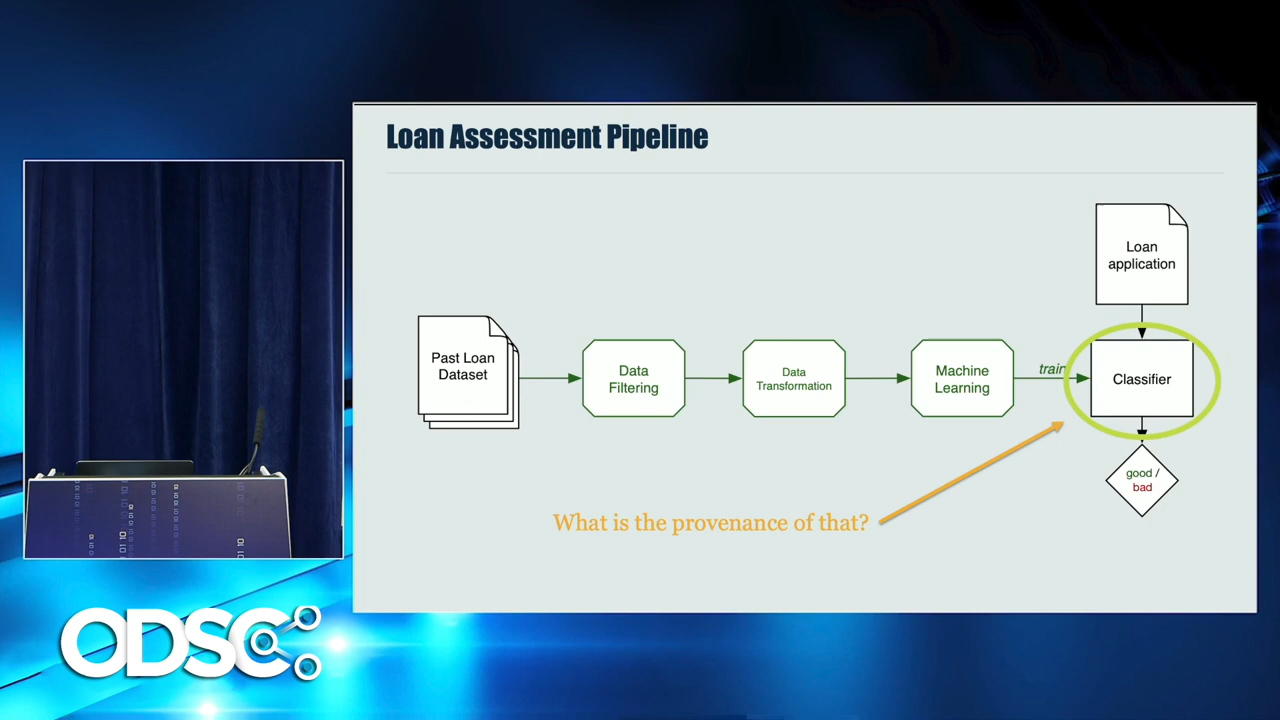 Loan Assessment Pipeline
Loan
application
Past Loan
Dataset
Data
Filtering
Data
Transformation
Machine
Learning
train
Classifier
good /
bad
What is the provenance of that?
ODSC